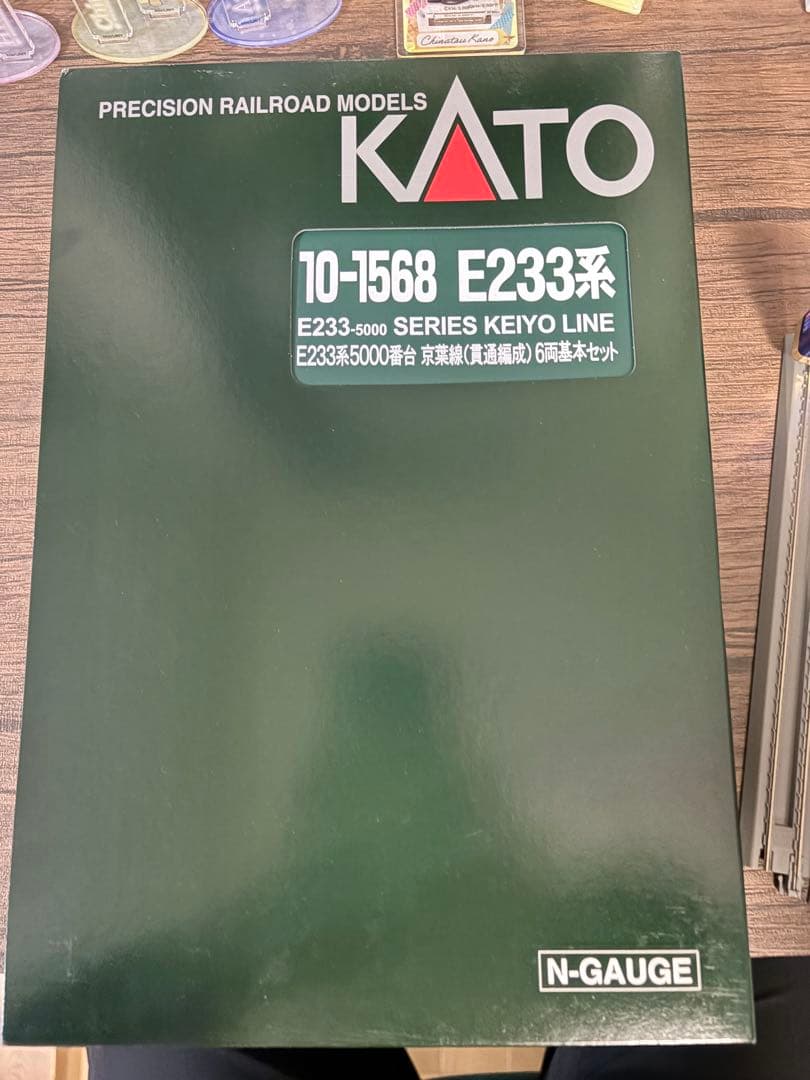 Chinatsu Kano
PRECISION RAILROAD MODELS
KATO
10-1568 E233系
E233-5000 SERIES KEIYO LINE
E233系5000番台 京葉線(貫通編成)6両基本セット
N-GAUGE